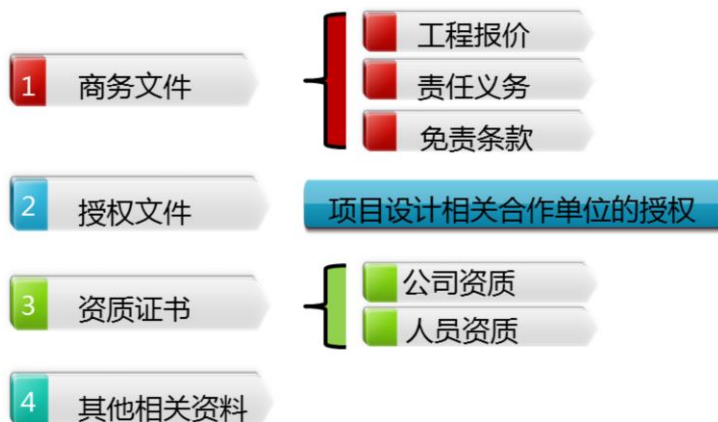 1 商务文件
工程报价
责任义务
免责条款
2 授权文件 项目设计相关合作单位的授权
3 资质证书
公司资质
人员资质
4 其他相关资料